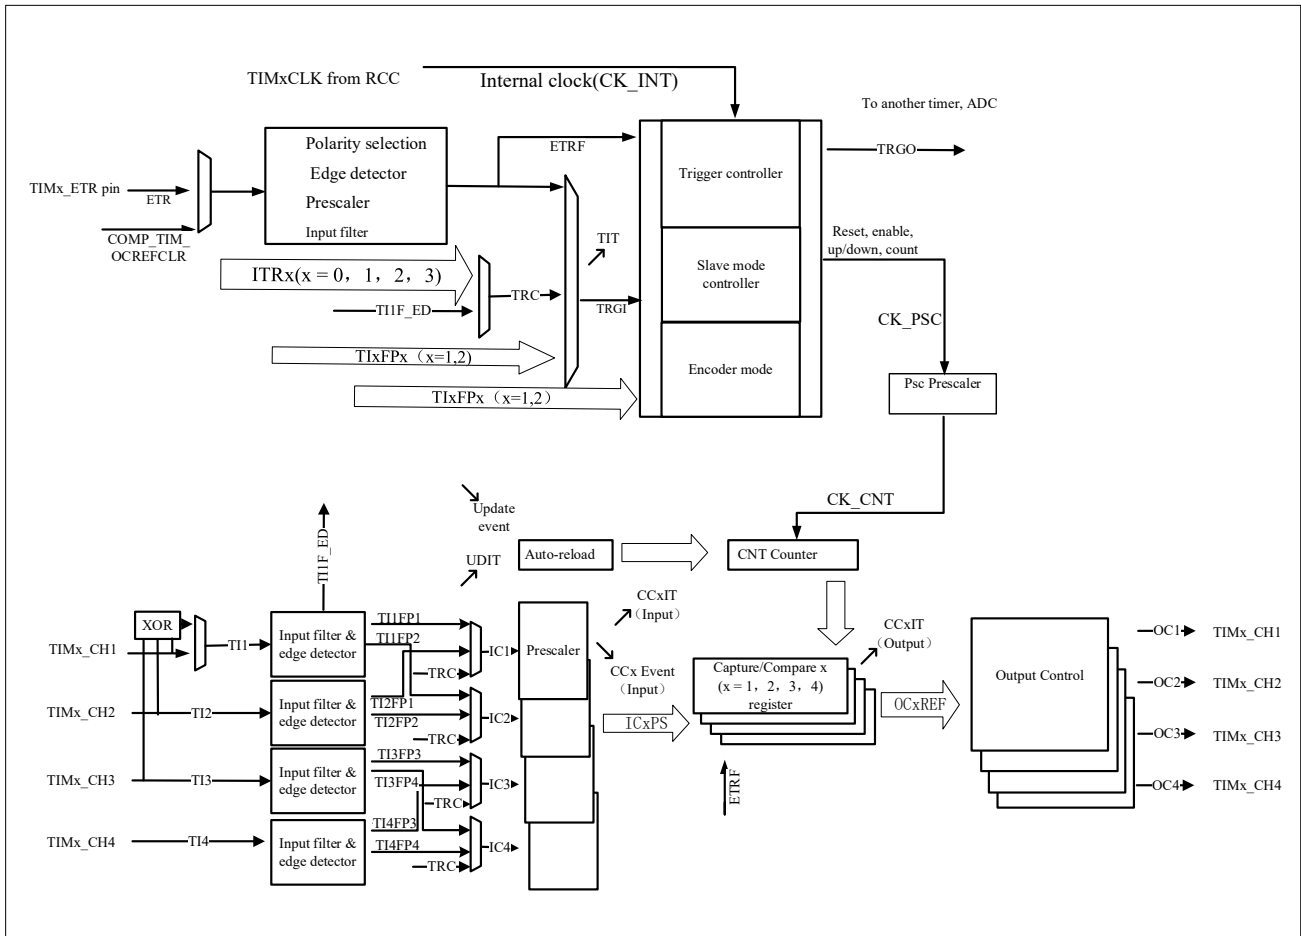 TIMxCLK from RCC
Internal clock(CK_INT)
To another timer, ADC
TRGO
TIMx_ETR pin
ETR
COMP_TIM_
OCREFCLR
Polarity selection
Edge detector
Prescaler
Input filter
ETRF
Trigger controller
Slave mode
controller
Encoder mode
Reset, enable,
up/down, count
TIT
ITRx(x = 0，1，2，3)
TI1F_ED
TRC
TRGI
TIxFPx（x=1,2)
TIxFPx（x=1,2）
CK_PSC
Psc Prescaler
CK_CNT
Update
event
UDIT
Auto-reload
CNT Counter
TI1F_ED
XOR
TIMx_CH1
TI1
Input filter &
edge detector
TI1FP1
TI1FP2
TRC
IC1
TIMx_CH2
TI2
Input filter &
edge detector
TI2FP1
TI2FP2
TRC
IC2
TIMx_CH3
TI3
Input filter &
edge detector
TI3FP3
TI3FP4
TRC
IC3
TIMx_CH4
TI4
Input filter &
edge detector
TI4FP3
TI4FP4
TRC
IC4
Prescaler
CCxIT
（Input）
CCx Event
（Input）
ICxPS
Capture/Compare x
(x = 1，2，3，4)
register
CCxIT
（Output）
ETRF
OCxREF
Output Control
OC1
TIMx_CH1
OC2
TIMx_CH2
OC3
TIMx_CH3
OC4
TIMx_CH4